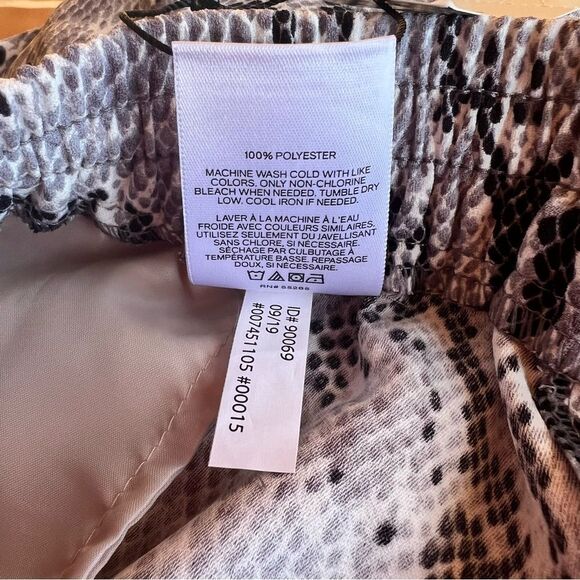 100% POLYESTER
MACHINE WASH COLD WITH LIKE
COLORS. ONLY NON-CHLORINE
BLEACH WHEN NEEDED. TUMBLE DRY
LOW. COOL IRON IF NEEDED.
LAVER À LA MACHINE À L'EAU
FROIDE AVEC COULEURS SIMILAIRES,
UTILISEZ SEULEMENT DU JAVELLISANT
SANS CHLORE, SI NÉCESSAIRE.
SÉCHAGE PAR CULBUTAGE À
TEMPÉRATURE BASSE. REPASSAGE
DOUX, SI NÉCESSAIRE.
RN# 55285
ID# 90069
09/19
#007451105 #00015